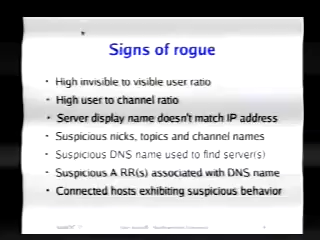 Signs of rogue
· High invisible to visible user ratio
· High user to channel ratio
· Server display name doesn't match IP address
· Suspicious nicks, topics and channel names
· Suspicious DNS name used to find server(s)
· Suspicious A RR(s) associated with DNS name
· Connected hosts exhibiting suspicious behavior